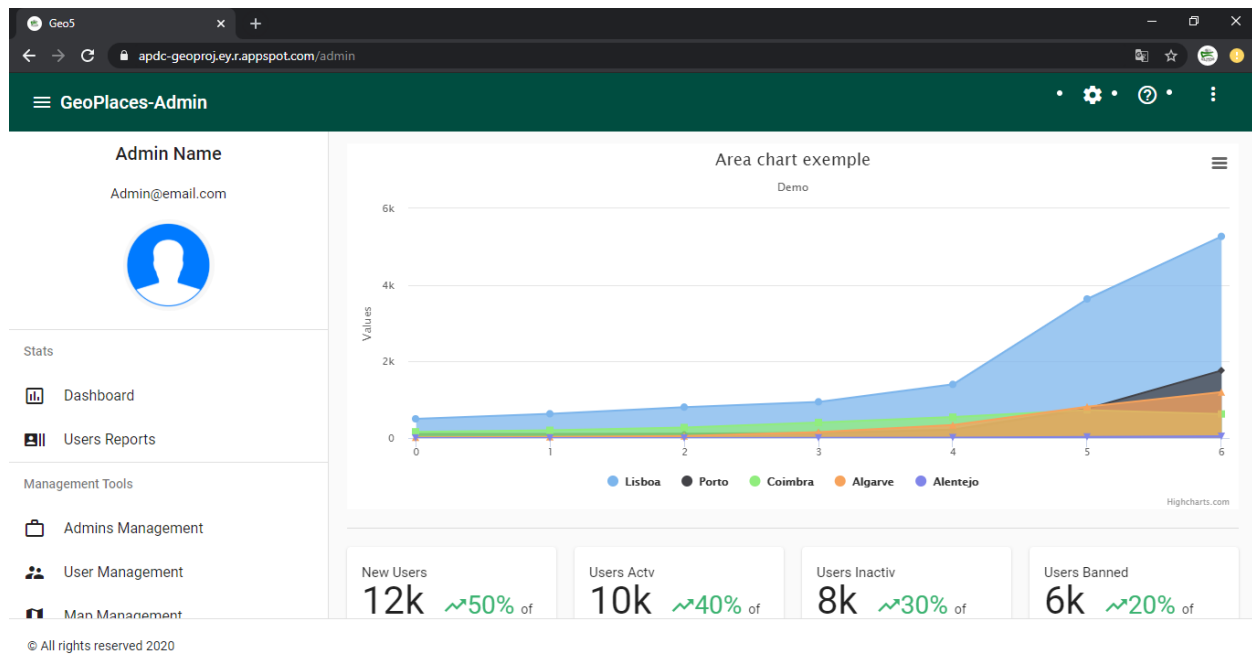 Geo5
apdc-geoproj.ey.r.appspot.com/admin
GeoPlaces-Admin
Admin Name
Admin@email.com
Stats
Dashboard
Users Reports
Management Tools
Admins Management
User Management
Map Management
Area chart exemple
Demo
Values
6k
4k
2k
0
0 1 2 3 4 5 6
Lisboa Porto Coimbra Algarve Alentejo
Highcharts.com
New Users
12k 50% of
Users Actv
10k 40% of
Users Inactiv
8k 30% of
Users Banned
6k 20% of
© All rights reserved 2020